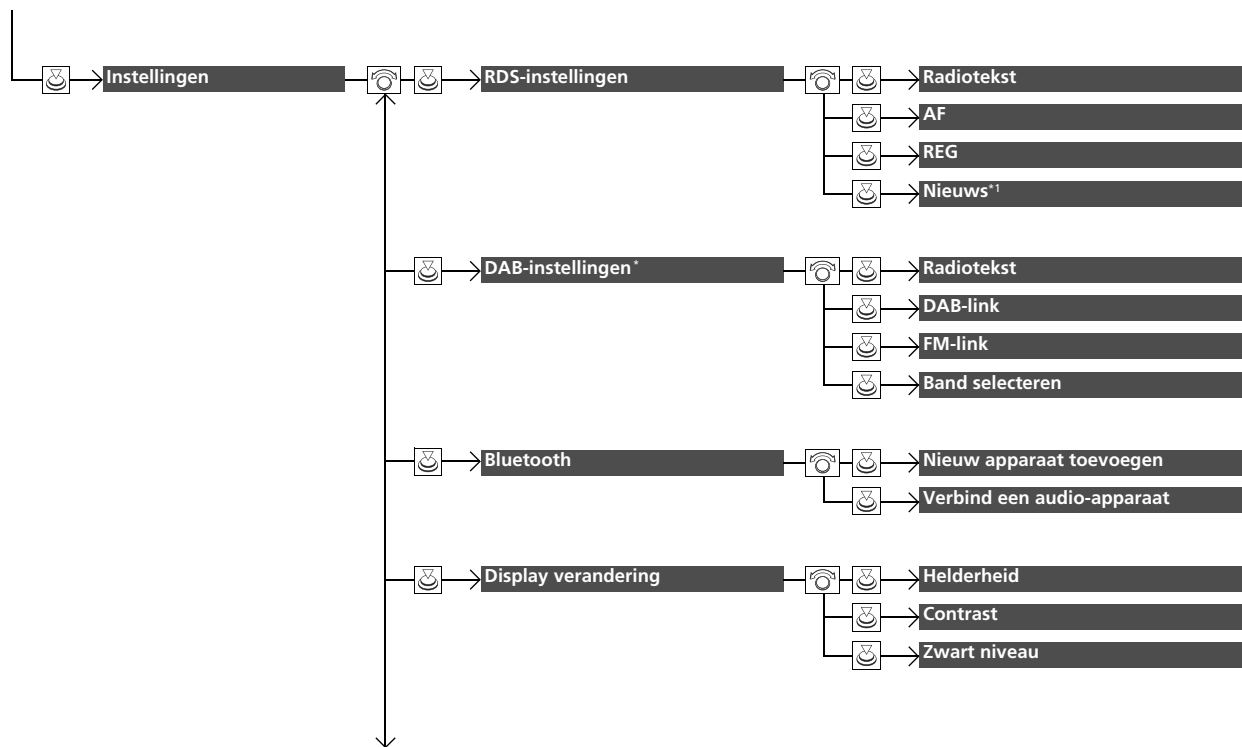 Instellingen
RDS-instellingen
Radiotekst
AF
REG
Nieuws*1
DAB-instellingen*
Radiotekst
DAB-link
FM-link
Band selecteren
Bluetooth
Nieuw apparaat toevoegen
Verbind een audio-apparaat
Display verandering
Helderheid
Contrast
Zwart niveau